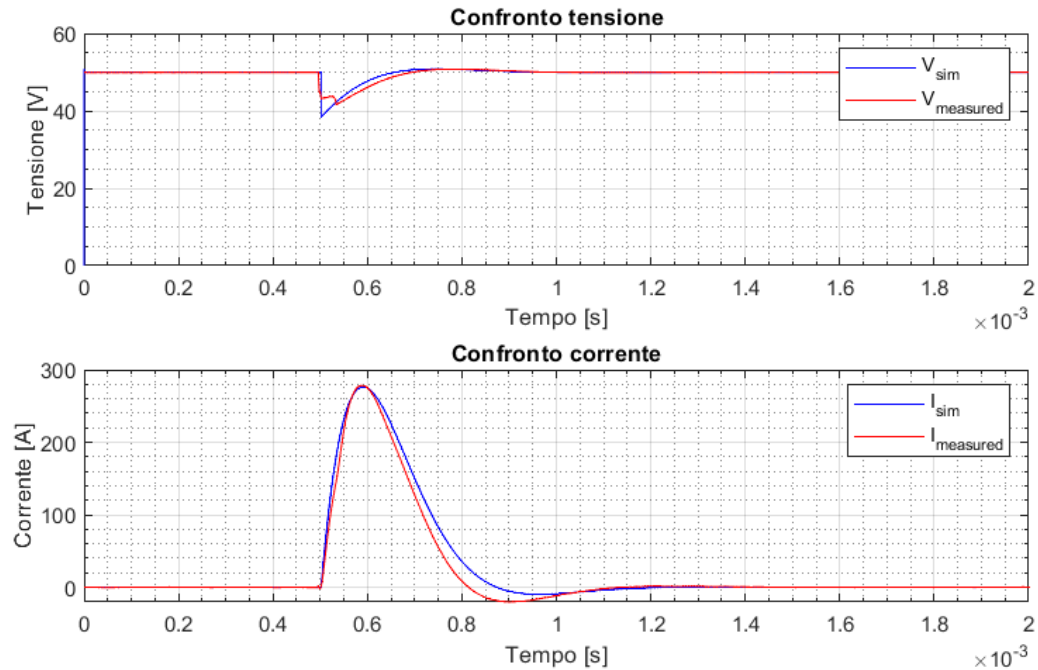 Confronto tensione
60
40
20
0
Tensione [V]
V_sim
V_measured
0 0.2 0.4 0.6 0.8 1 1.2 1.4 1.6 1.8 2
Tempo [s]
×10^-3
Confronto corrente
300
200
100
0
Corrente [A]
I_sim
I_measured
0 0.2 0.4 0.6 0.8 1 1.2 1.4 1.6 1.8 2
Tempo [s]
×10^-3